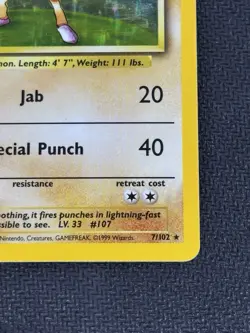 mon. Length: 4' 7", Weight: 111 lbs.
Jab 20
ecial Punch 40
resistance retreat cost
othing, it fires punches in lightning-fast
ssible to see. LV. 33 #107
Nintendo, Creatures, GAMEFREAK. ©1999 Wizards. 7/102 ★